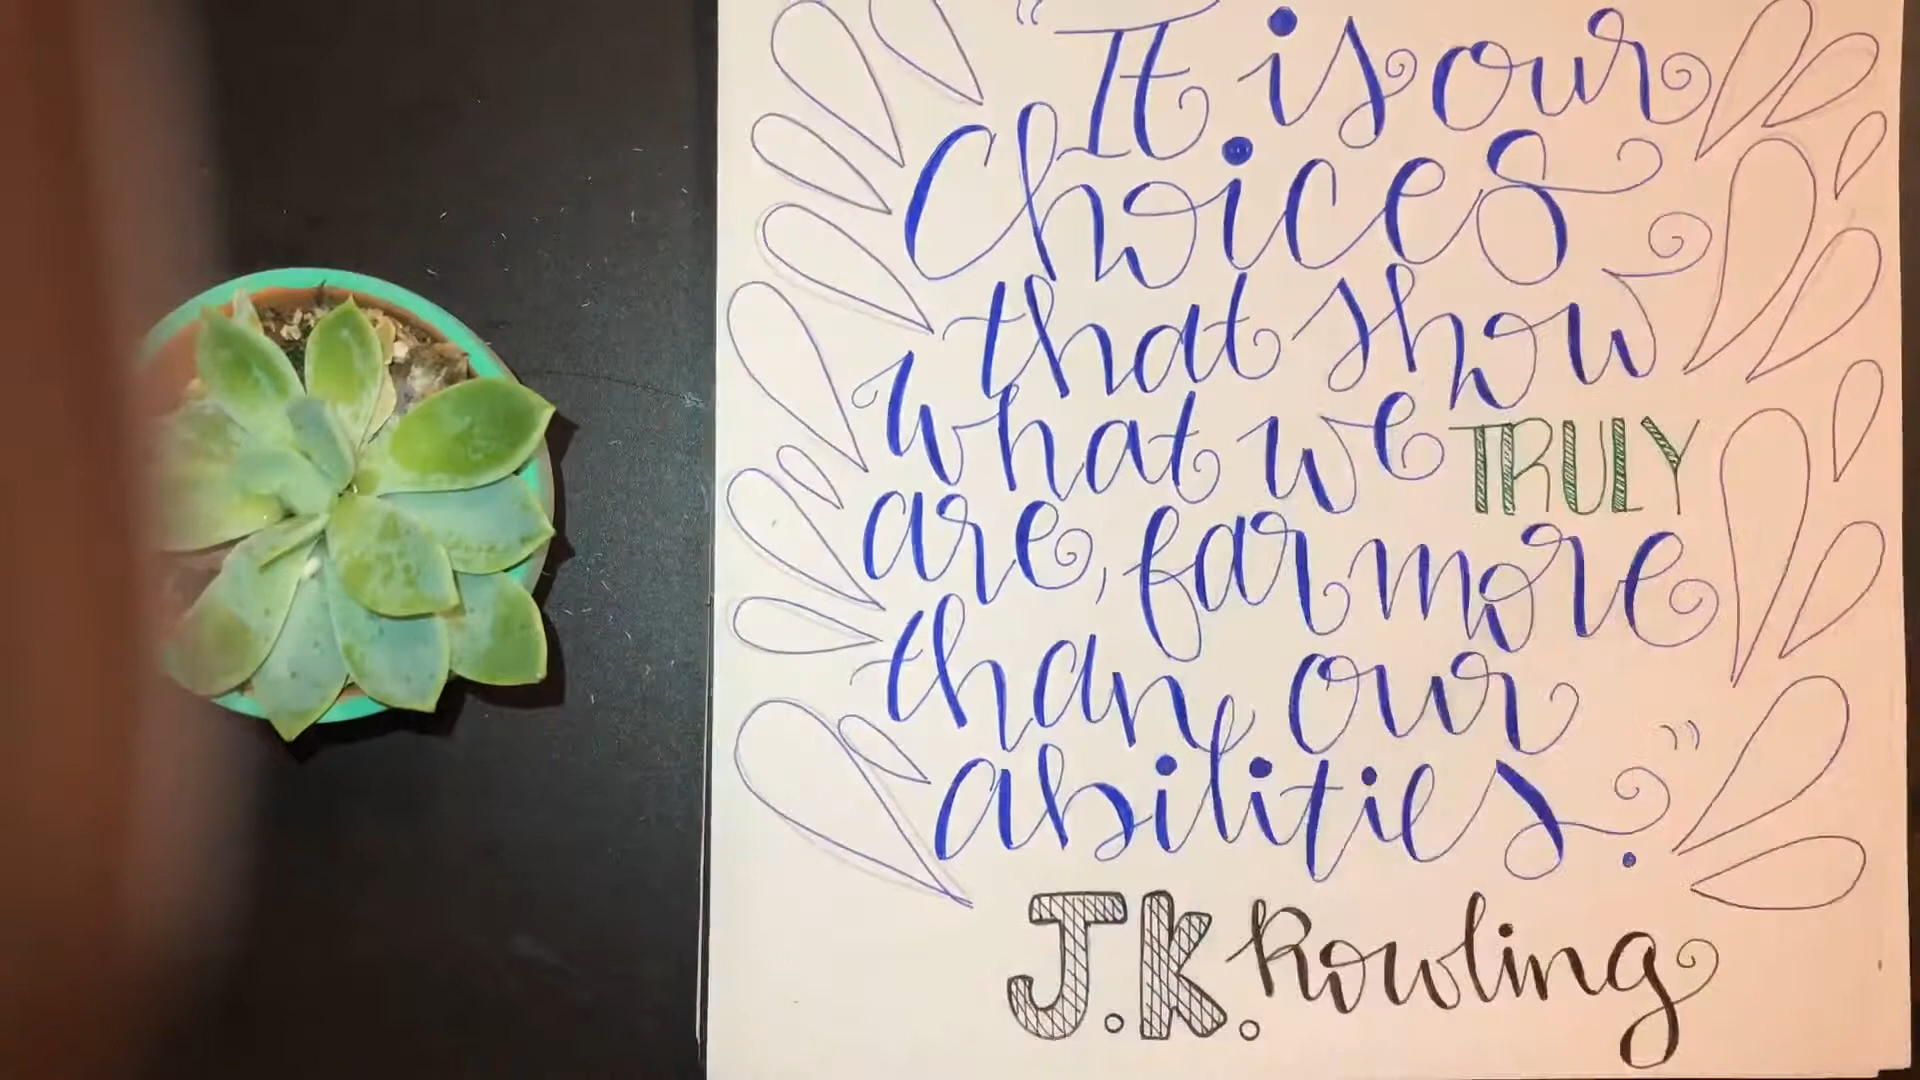 "It is our
Choices
that show
what we TRULY
are, far more
than our
abilities."
J.K. Rowling